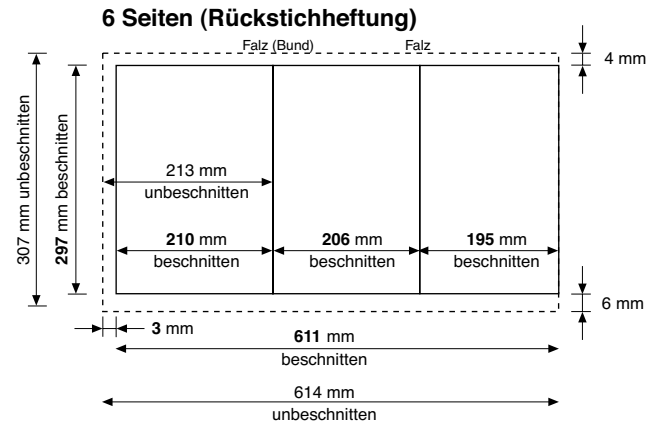 6 Seiten (Rückstichheftung)
Falz (Bund)
Falz
4 mm
307 mm unbeschnitten
297 mm beschnitten
213 mm
unbeschnitten
210 mm
beschnitten
206 mm
beschnitten
195 mm
beschnitten
6 mm
3 mm
611 mm
beschnitten
614 mm
unbeschnitten